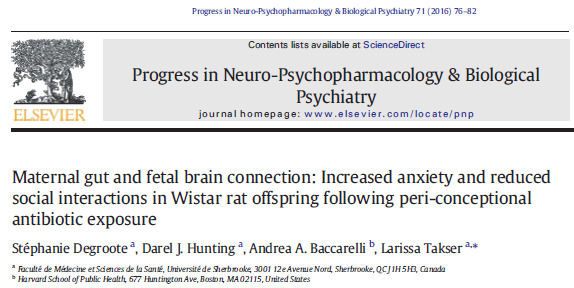 Progress in Neuro-Psychopharmacology & Biological Psychiatry 71 (2016) 76–82
Contents lists available at ScienceDirect
Progress in Neuro-Psychopharmacology & Biological
Psychiatry
journal homepage: www.elsevier.com/locate/pnp
ELSEVIER
Maternal gut and fetal brain connection: Increased anxiety and reduced
social interactions in Wistar rat offspring following peri-conceptional
antibiotic exposure
Stéphanie Degroote a, Darel J. Hunting a, Andrea A. Baccarelli b, Larissa Takser a,*
a Faculté de Médecine et Sciences de la Santé, Université de Sherbrooke, 3001 12e Avenue Nord, Sherbrooke, QC J1H 5H3, Canada
b Harvard School of Public Health, 677 Huntington Ave, Boston, MA 02115, United States